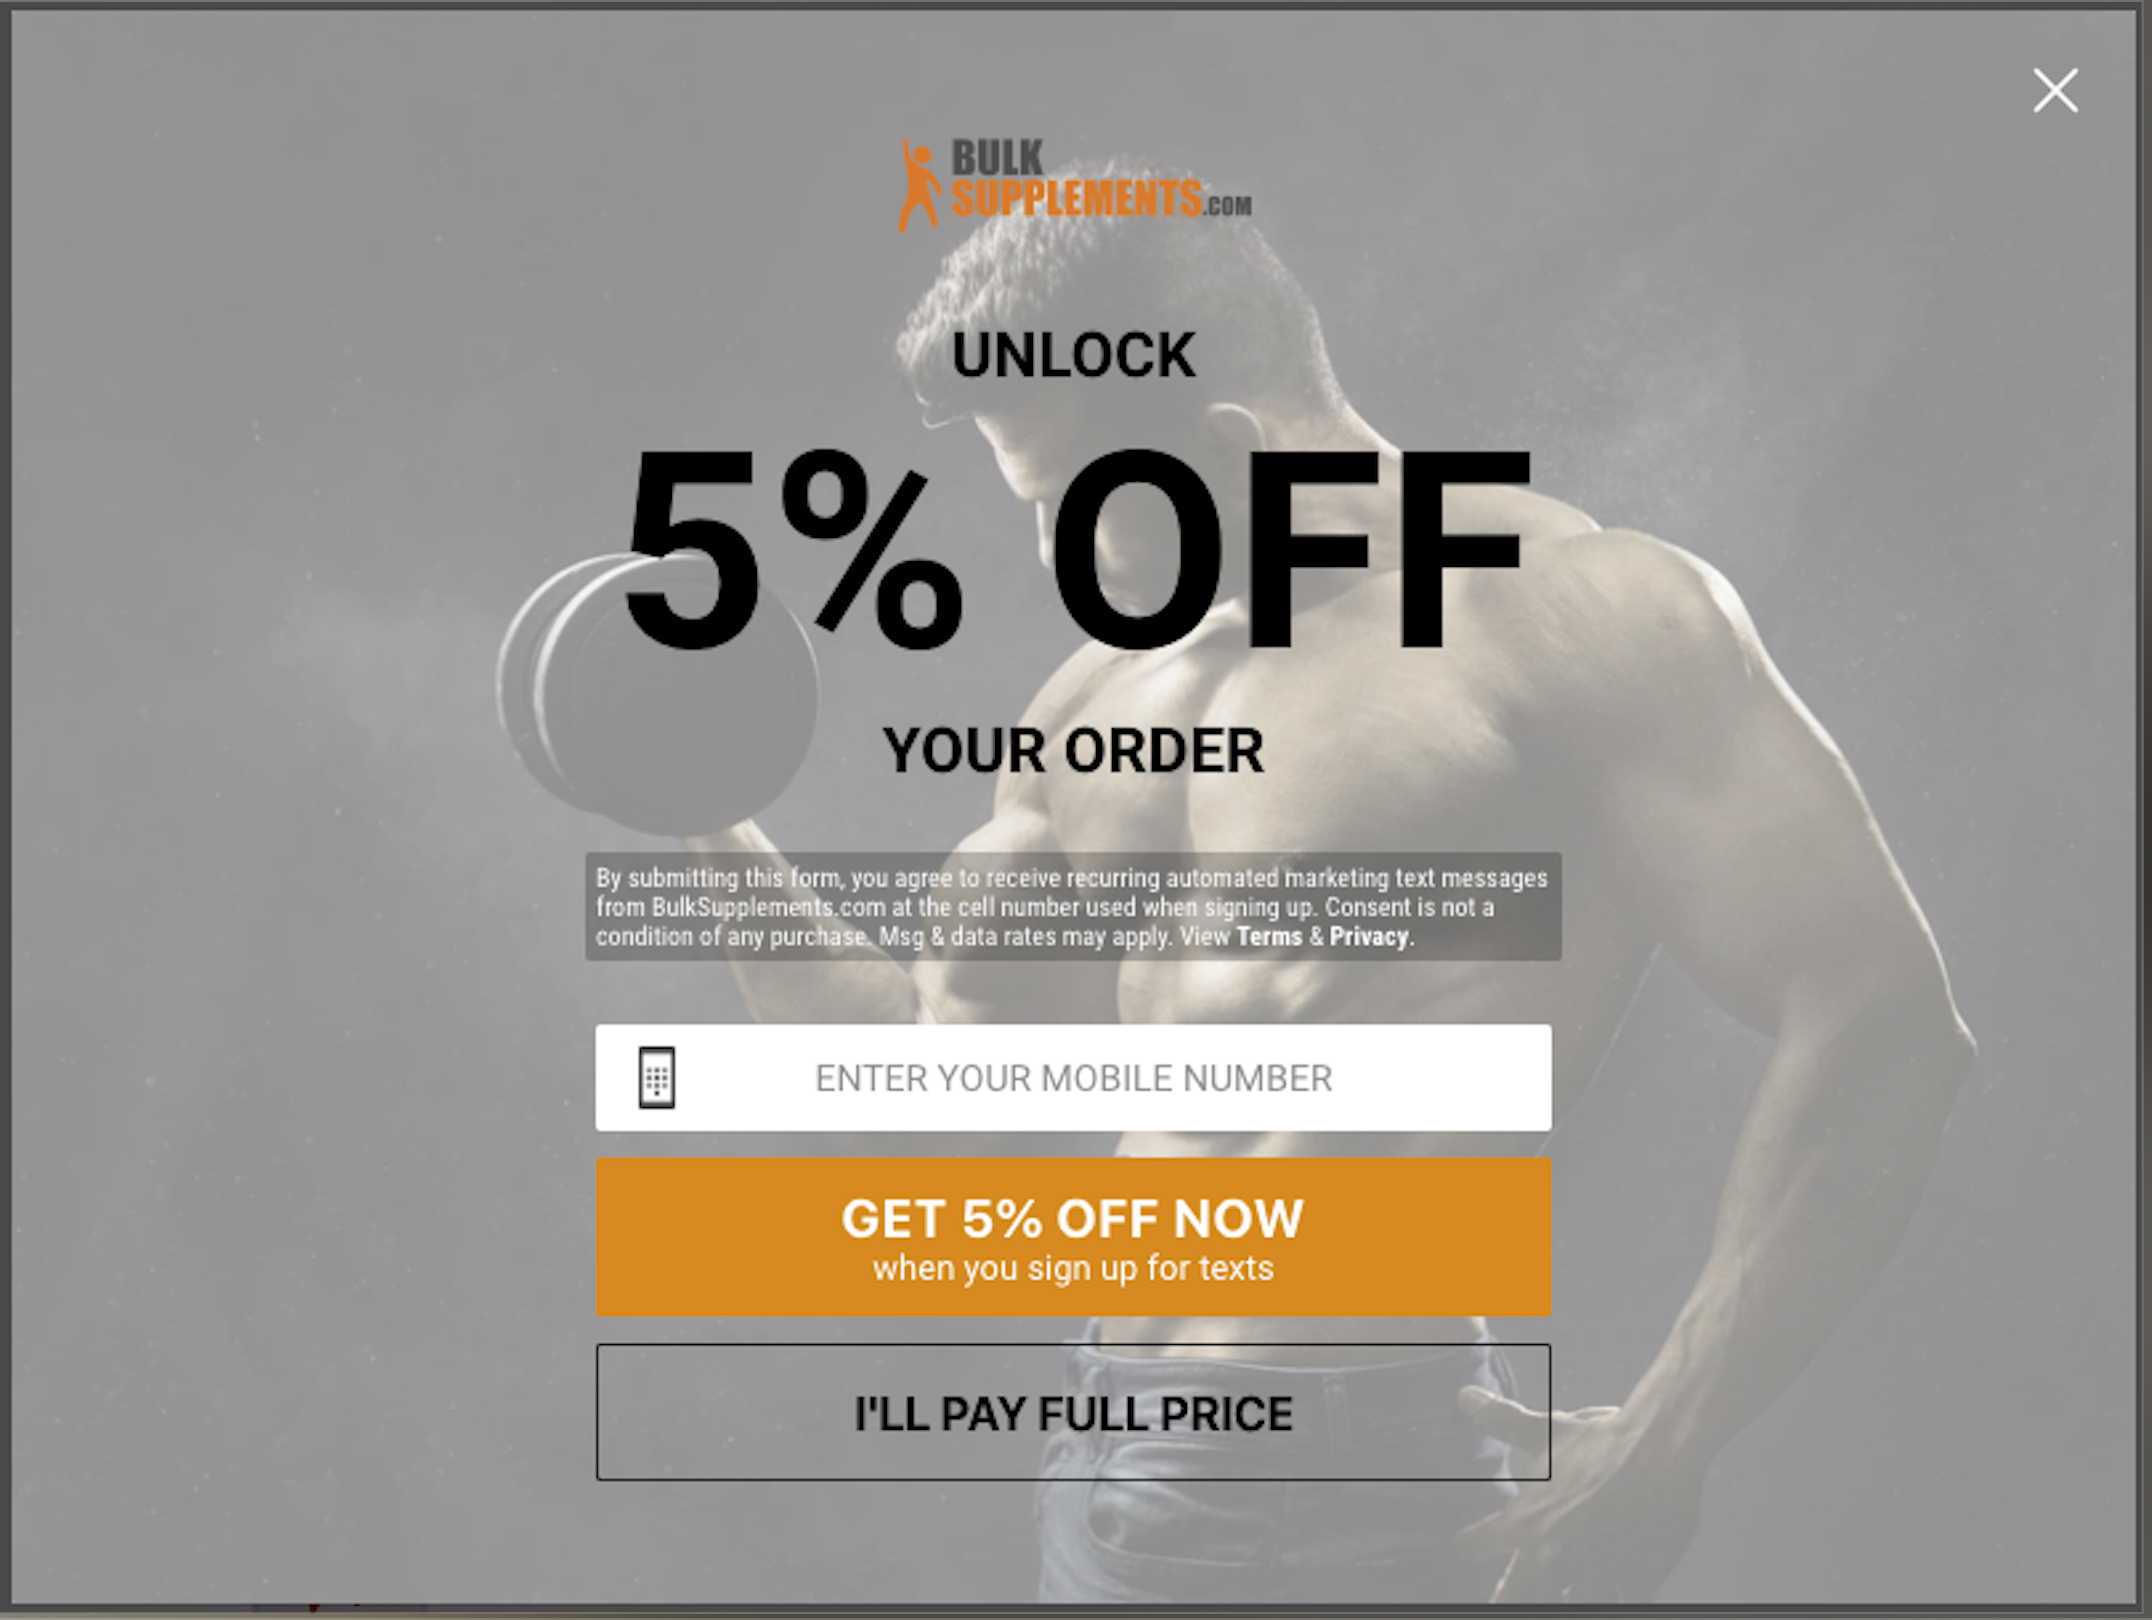 BULK
SUPPLEMENTS.COM
UNLOCK
5% OFF
YOUR ORDER
By submitting this form, you agree to receive recurring automated marketing text messages
from BulkSupplements.com at the cell number used when signing up. Consent is not a
condition of any purchase. Msg & data rates may apply. View Terms & Privacy.
ENTER YOUR MOBILE NUMBER
GET 5% OFF NOW
when you sign up for texts
I'LL PAY FULL PRICE